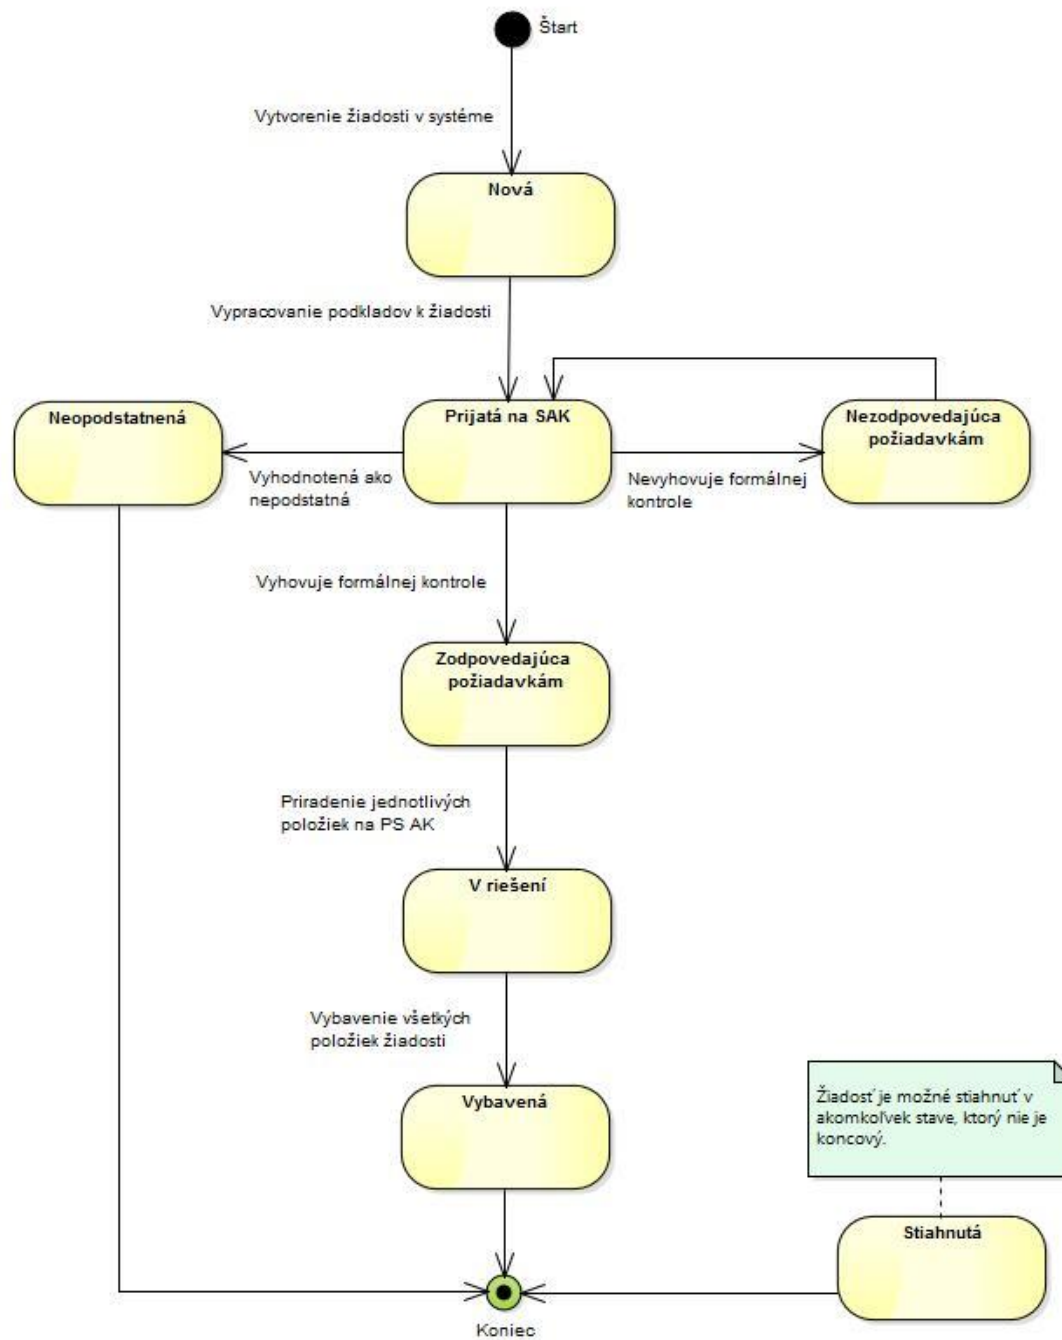 Štart
Vytvorenie žiadosti v systéme
Nová
Vypracovanie podkladov k žiadosti
Neopodstatnená
Prijatá na SAK
Nezodpovedajúca
požiadavkám
Vyhodnotená ako
nepodstatná
Nevyhovuje formálnej
kontrole
Vyhovuje formálnej kontrole
Zodpovedajúca
požiadavkám
Priradenie jednotlivých
položiek na PS AK
V riešení
Vybavenie všetkých
položiek žiadosti
Vybavená
Žiadosť je možné stiahnuť v
akomkoľvek stave, ktorý nie je
koncový.
Stiahnutá
Koniec